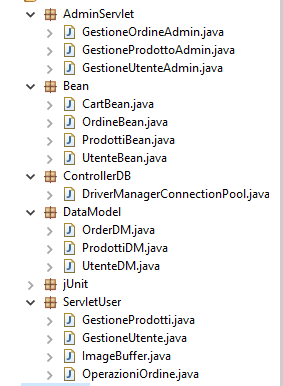 AdminServlet
GestioneOrdineAdmin.java
GestioneProdottoAdmin.java
GestioneUtenteAdmin.java
Bean
CartBean.java
OrdineBean.java
ProdottiBean.java
UtenteBean.java
ControllerDB
DriverManagerConnectionPool.java
DataModel
OrderDM.java
ProdottiDM.java
UtenteDM.java
jUnit
ServletUser
GestioneProdotti.java
GestioneUtente.java
ImageBuffer.java
OperazioniOrdine.java